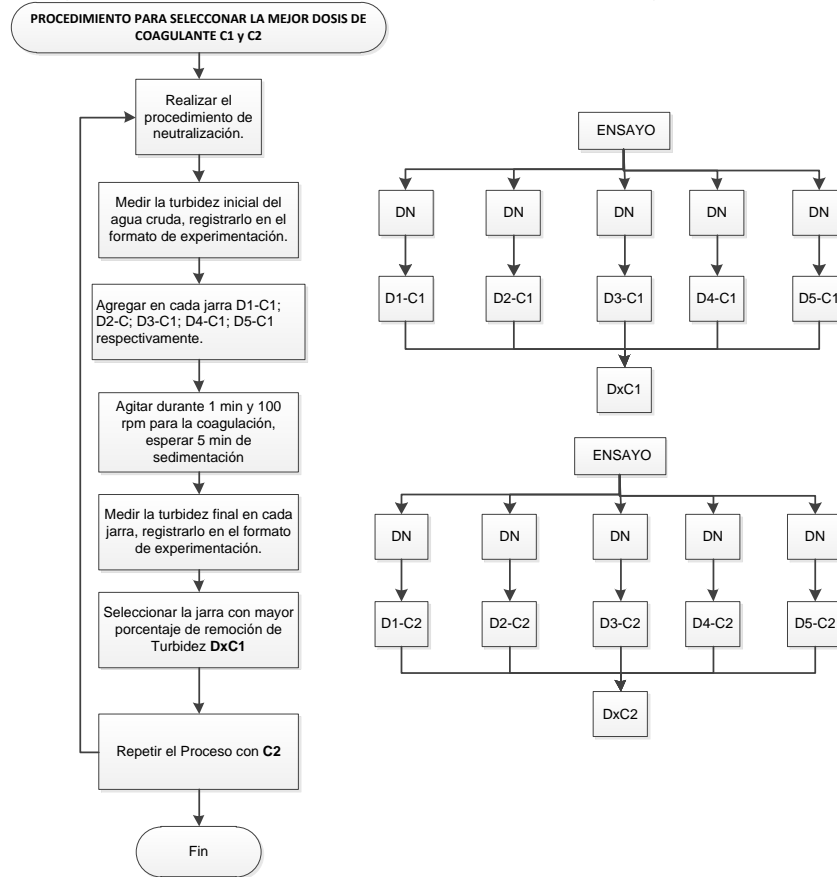 PROCEDIMIENTO PARA SELECCONAR LA MEJOR DOSIS DE
COAGULANTE C1 y C2
Realizar el
procedimiento de
neutralización.
Medir la turbidez inicial del
agua cruda, registrarlo en el
formato de experimentación.
Agregar en cada jarra D1-C1;
D2-C; D3-C1; D4-C1; D5-C1
respectivamente.
Agitar durante 1 min y 100
rpm para la coagulación,
esperar 5 min de
sedimentación
Medir la turbidez final en cada
jarra, registrarlo en el formato
de experimentación.
Seleccionar la jarra con mayor
porcentaje de remoción de
Turbidez DxC1
Repetir el Proceso con C2
Fin
ENSAYO
DN DN DN DN DN
D1-C1 D2-C1 D3-C1 D4-C1 D5-C1
DxC1
ENSAYO
DN DN DN DN DN
D1-C2 D2-C2 D3-C2 D4-C2 D5-C2
DxC2